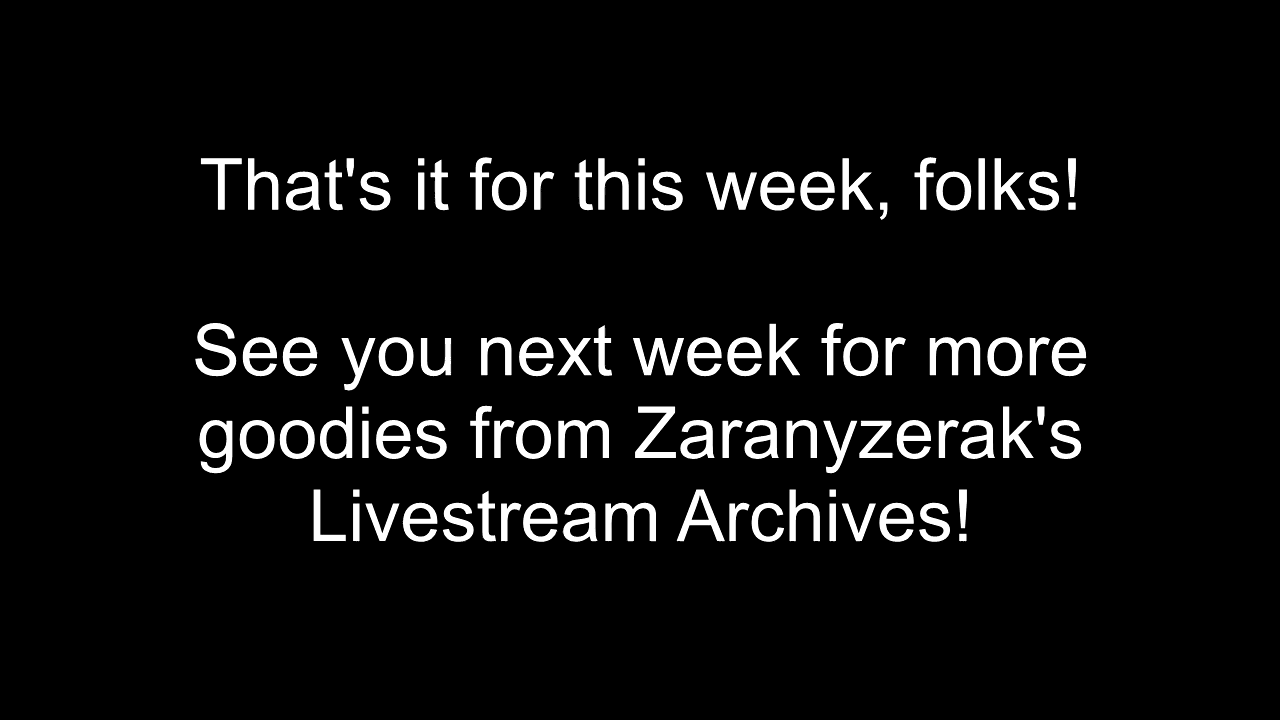 That's it for this week, folks!
See you next week for more
goodies from Zaranyzerak's
Livestream Archives!